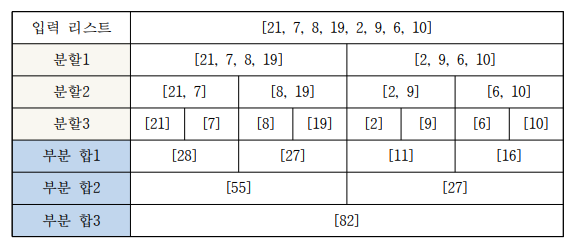 입력 리스트 [21, 7, 8, 19, 2, 9, 6, 10]
분할1 [21, 7, 8, 19] [2, 9, 6, 10]
분할2 [21, 7] [8, 19] [2, 9] [6, 10]
분할3 [21] [7] [8] [19] [2] [9] [6] [10]
부분 합1 [28] [27] [11] [16]
부분 합2 [55] [27]
부분 합3 [82]